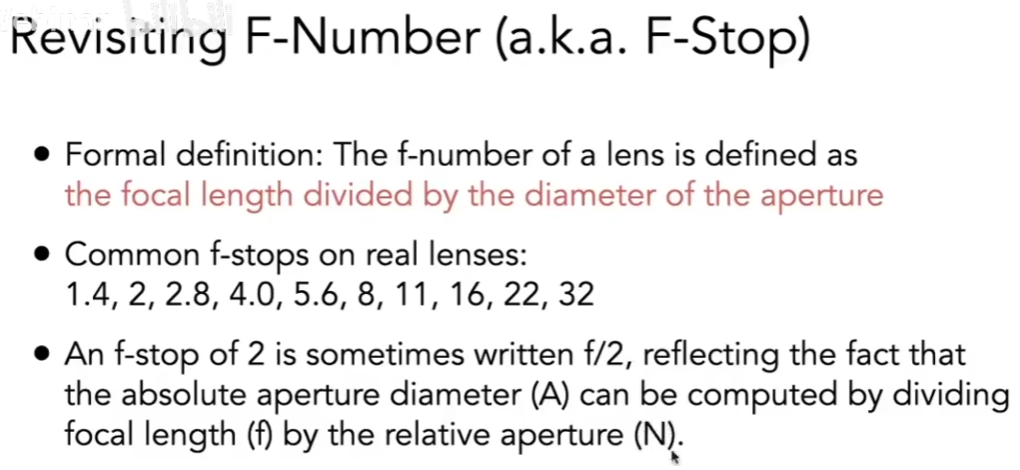 Revisiting F-Number (a.k.a. F-Stop)
• Formal definition: The f-number of a lens is defined as
the focal length divided by the diameter of the aperture
• Common f-stops on real lenses:
1.4, 2, 2.8, 4.0, 5.6, 8, 11, 16, 22, 32
• An f-stop of 2 is sometimes written f/2, reflecting the fact that
the absolute aperture diameter (A) can be computed by dividing
focal length (f) by the relative aperture (N).